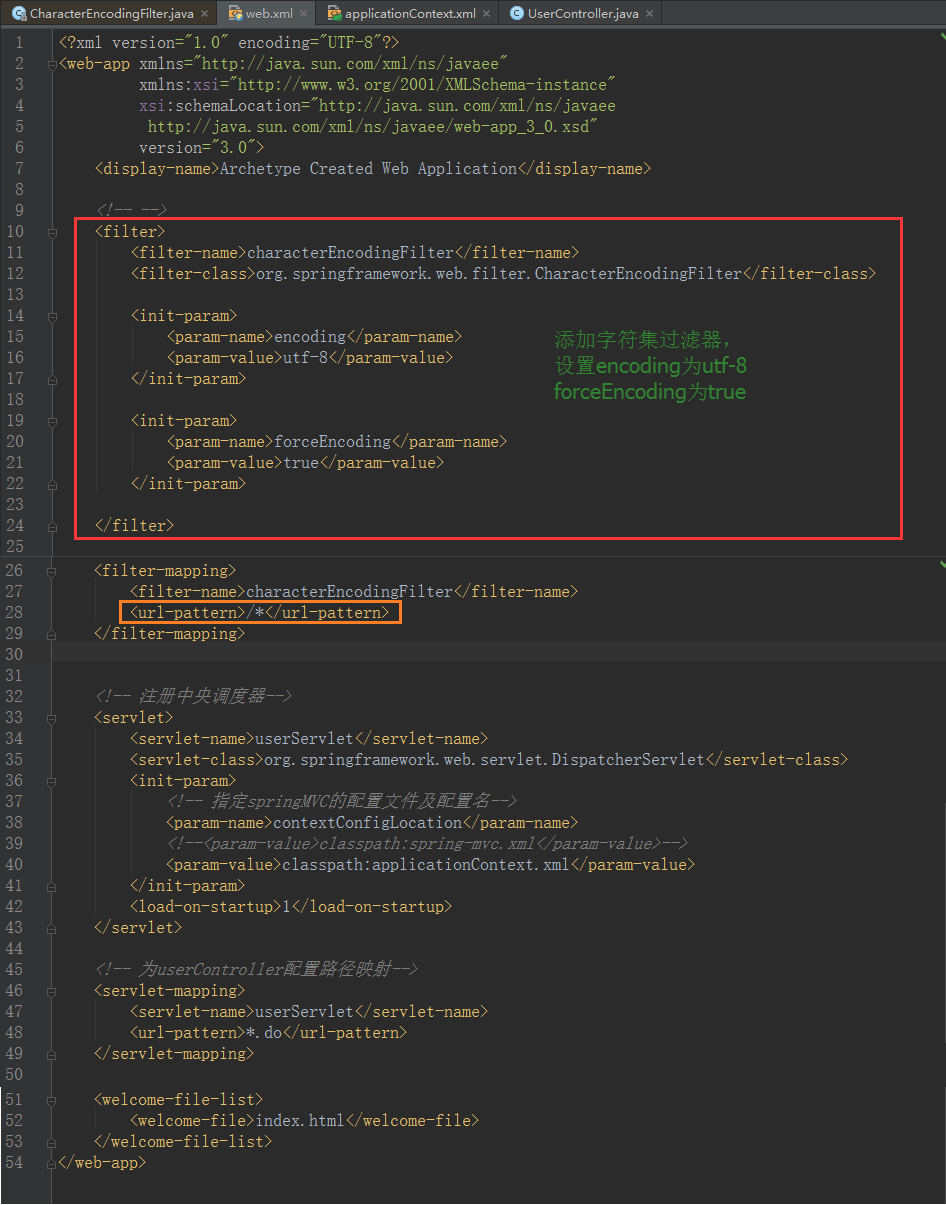 CharacterEncodingFilter.java × web.xml × applicationContext.xml × UserController.java ×
1 <?xml version="1.0" encoding="UTF-8"?>
2 <web-app xmlns="http://java.sun.com/xml/ns/javaee"
3 xmlns:xsi="http://www.w3.org/2001/XMLSchema-instance"
4 xsi:schemaLocation="http://java.sun.com/xml/ns/javaee
5 http://java.sun.com/xml/ns/javaee/web-app_3_0.xsd"
6 version="3.0">
7 <display-name>Archetype Created Web Application</display-name>
8
9 <!-- -->
10 <filter>
11 <filter-name>characterEncodingFilter</filter-name>
12 <filter-class>org.springframework.web.filter.CharacterEncodingFilter</filter-class>
13
14 <init-param>
15 <param-name>encoding</param-name>
16 <param-value>utf-8</param-value>
17 </init-param>
18
19 <init-param>
20 <param-name>forceEncoding</param-name>
21 <param-value>true</param-value>
22 </init-param>
23
24 </filter>
25
添加字符集过滤器，
设置encoding为utf-8
forceEncoding为true
26 <filter-mapping>
27 <filter-name>characterEncodingFilter</filter-name>
28 <url-pattern>/*</url-pattern>
29 </filter-mapping>
30
31
32 <!-- 注册中央调度器-->
33 <servlet>
34 <servlet-name>userServlet</servlet-name>
35 <servlet-class>org.springframework.web.servlet.DispatcherServlet</servlet-class>
36 <init-param>
37 <!-- 指定springMVC的配置文件及配置名-->
38 <param-name>contextConfigLocation</param-name>
39 <!--<param-value>classpath:spring-mvc.xml</param-value>-->
40 <param-value>classpath:applicationContext.xml</param-value>
41 </init-param>
42 <load-on-startup>1</load-on-startup>
43 </servlet>
44
45 <!-- 为userController配置路径映射-->
46 <servlet-mapping>
47 <servlet-name>userServlet</servlet-name>
48 <url-pattern>*.do</url-pattern>
49 </servlet-mapping>
50
51 <welcome-file-list>
52 <welcome-file>index.html</welcome-file>
53 </welcome-file-list>
54 </web-app>